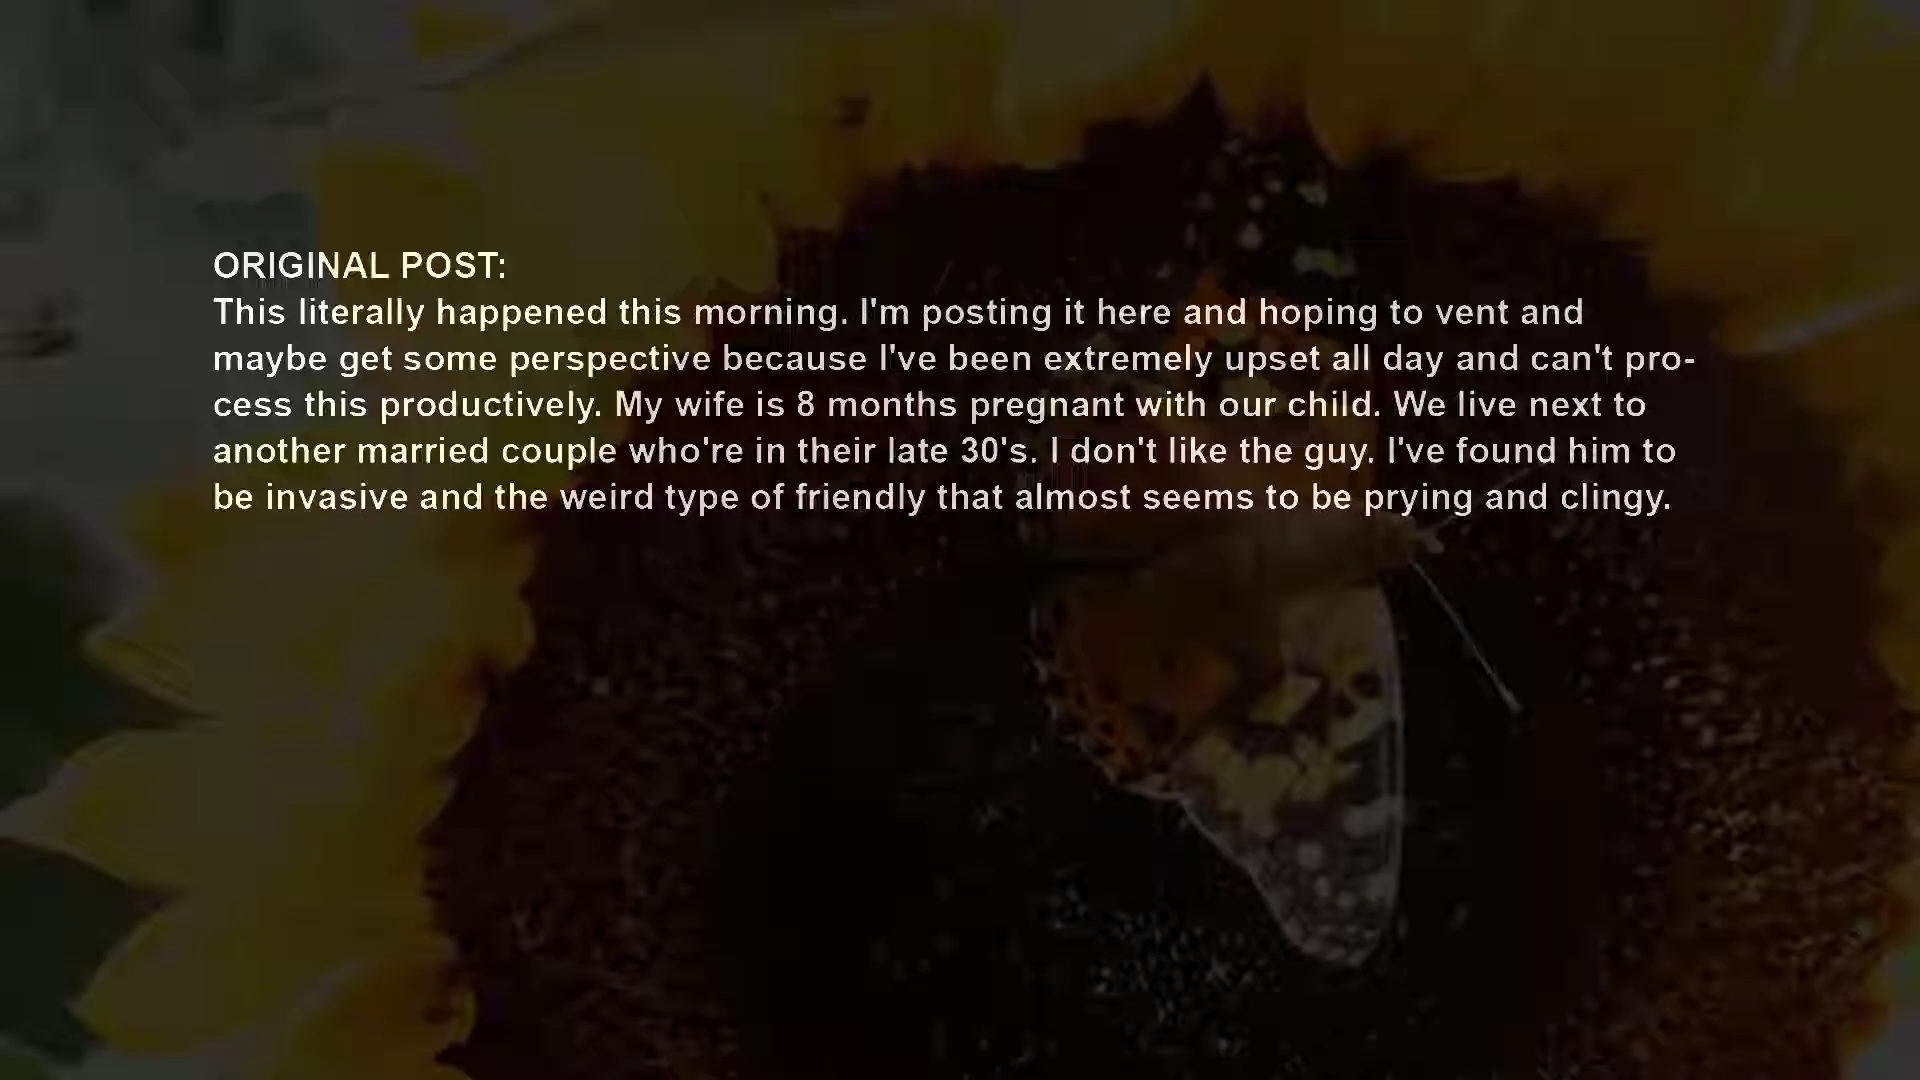 ORIGINAL POST:
This literally happened this morning. I'm posting it here and hoping to vent and
maybe get some perspective because I've been extremely upset all day and can't pro-
cess this productively. My wife is 8 months pregnant with our child. We live next to
another married couple who're in their late 30's. I don't like the guy. I've found him to
be invasive and the weird type of friendly that almost seems to be prying and clingy.